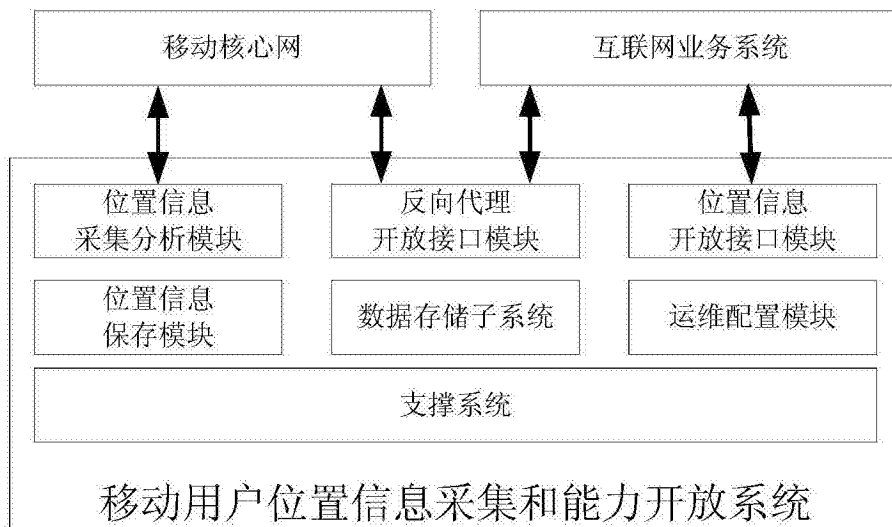 移动核心网
互联网业务系统
位置信息
采集分析模块
反向代理
开放接口模块
位置信息
开放接口模块
位置信息
保存模块
数据存储子系统
运维配置模块
支撑系统
移动用户位置信息采集和能力开放系统